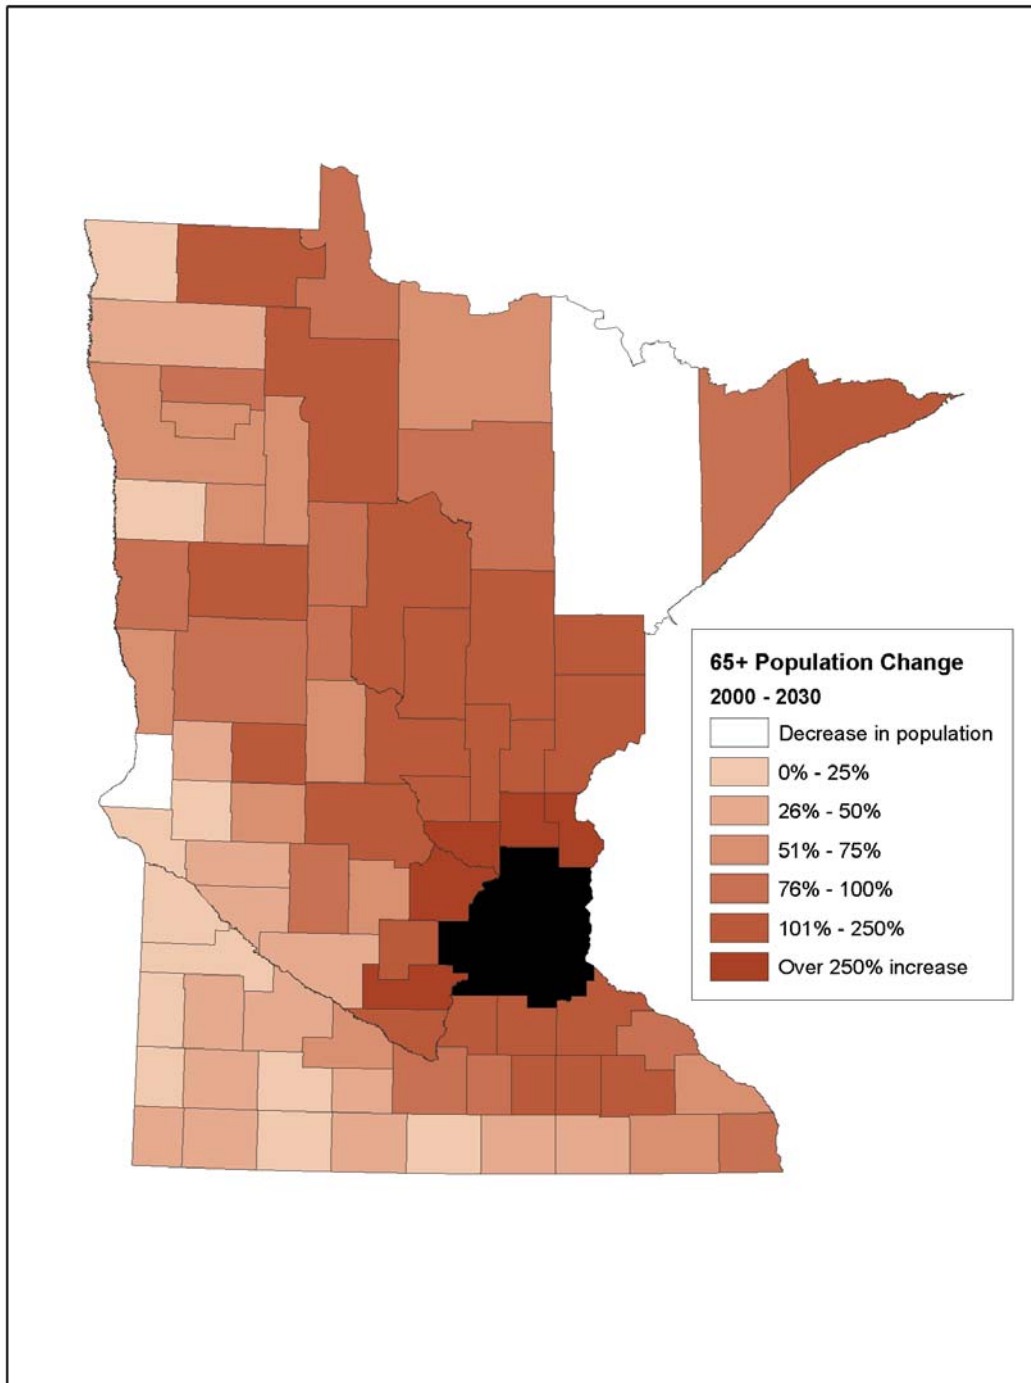 65+ Population Change
2000 - 2030
Decrease in population
0% - 25%
26% - 50%
51% - 75%
76% - 100%
101% - 250%
Over 250% increase